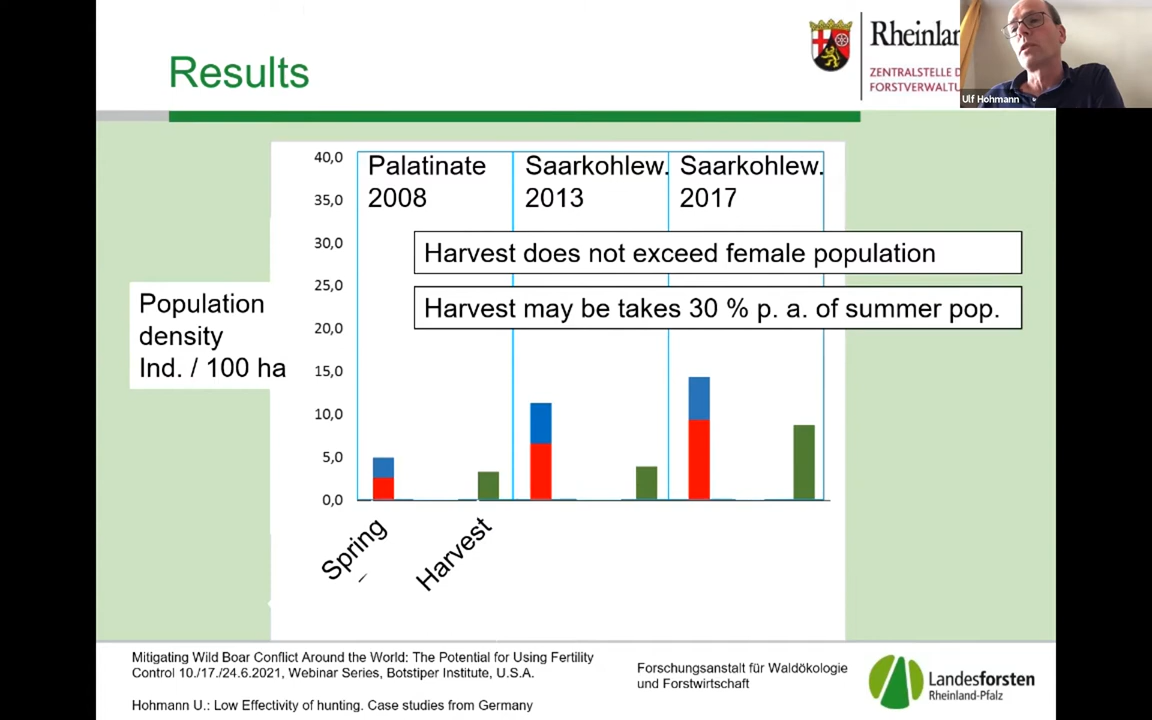 Results
Rheinlan
ZENTRALSTELLE D
FORSTVERWALTU
Ulf Hohmann
40,0
35,0
30,0
25,0
20,0
15,0
10,0
5,0
0,0
Palatinate
2008
Saarkohlew.
2013
Saarkohlew.
2017
Harvest does not exceed female population
Harvest may be takes 30 % p. a. of summer pop.
Population
density
Ind. / 100 ha
Spring
Harvest
Mitigating Wild Boar Conflict Around the World: The Potential for Using Fertility
Control 10./17./24.6.2021, Webinar Series, Botstiper Institute, U.S.A.
Hohmann U.: Low Effectivity of hunting. Case studies from Germany
Forschungsanstalt für Waldökologie
und Forstwirtschaft
Landesforsten
Rheinland-Pfalz